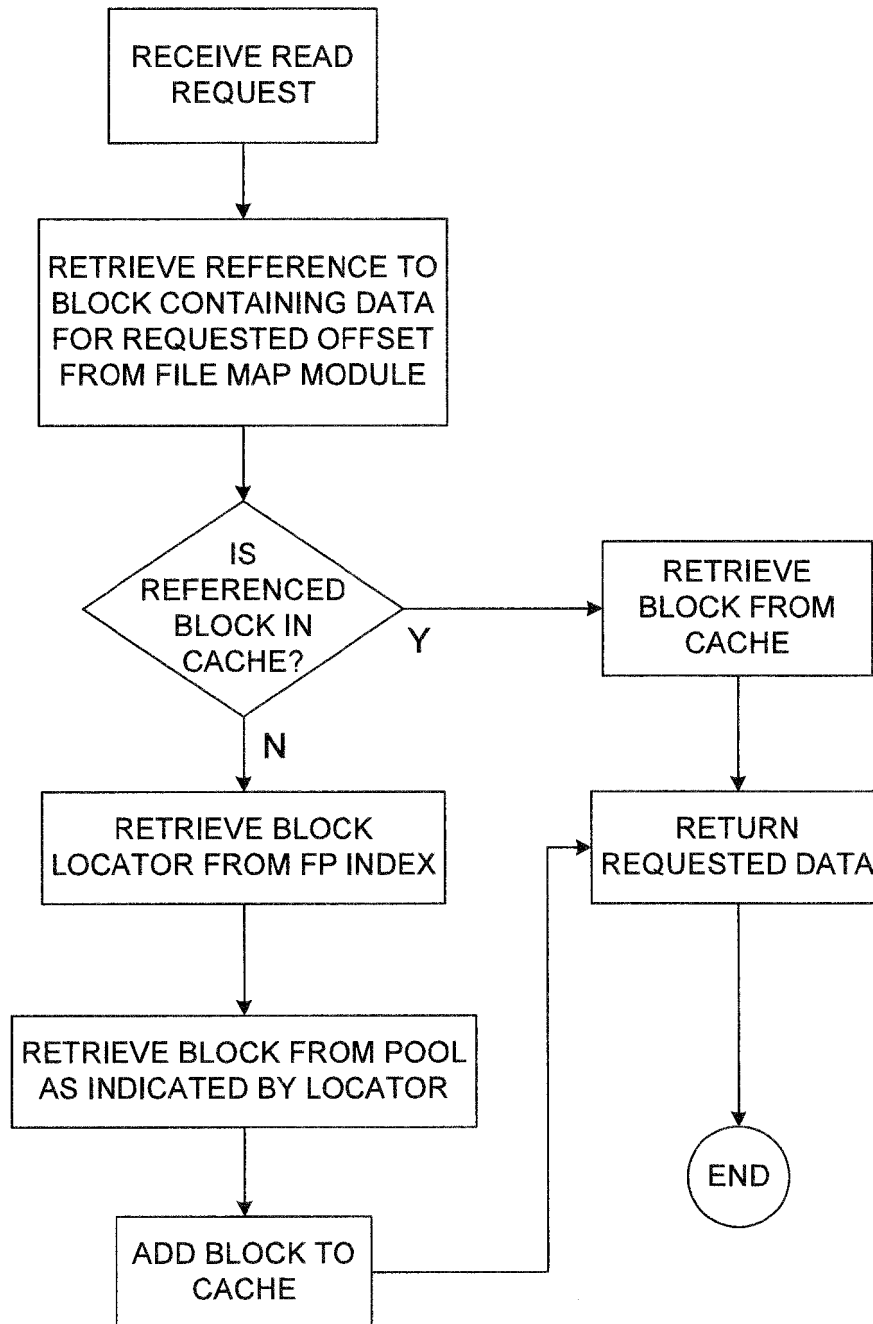 RECEIVE READ
REQUEST
RETRIEVE REFERENCE TO
BLOCK CONTAINING DATA
FOR REQUESTED OFFSET
FROM FILE MAP MODULE
IS
REFERENCED
BLOCK IN
CACHE?
Y
N
RETRIEVE
BLOCK FROM
CACHE
RETRIEVE BLOCK
LOCATOR FROM FP INDEX
RETURN
REQUESTED DATA
RETRIEVE BLOCK FROM POOL
AS INDICATED BY LOCATOR
END
ADD BLOCK TO
CACHE